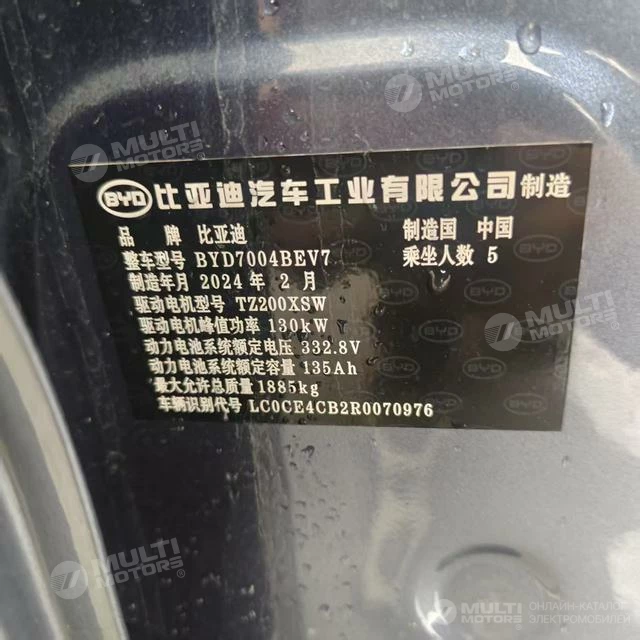 MULTI MOTORS
MULTI MOTORS
MULTI MOTORS
BYD 比亚迪汽车工业有限公司 制造
品 牌 比亚迪 制造国 中国
整车型号 BYD7004BEV7 乘坐人数 5
制造年月 2024 年 2 月
驱动电机型号 TZ200XSW
驱动电机峰值功率 130kW
动力电池系统额定电压 332.8V
动力电池系统额定容量 135Ah
最大允许总质量 1885kg
车辆识别代号 LC0CE4CB2R0070976
MULTI MOTORS
MULTI MOTORS
MULTI MOTORS
ОНЛАЙН-КАТАЛОГ
ЭЛЕКТРОМОБИЛЕЙ